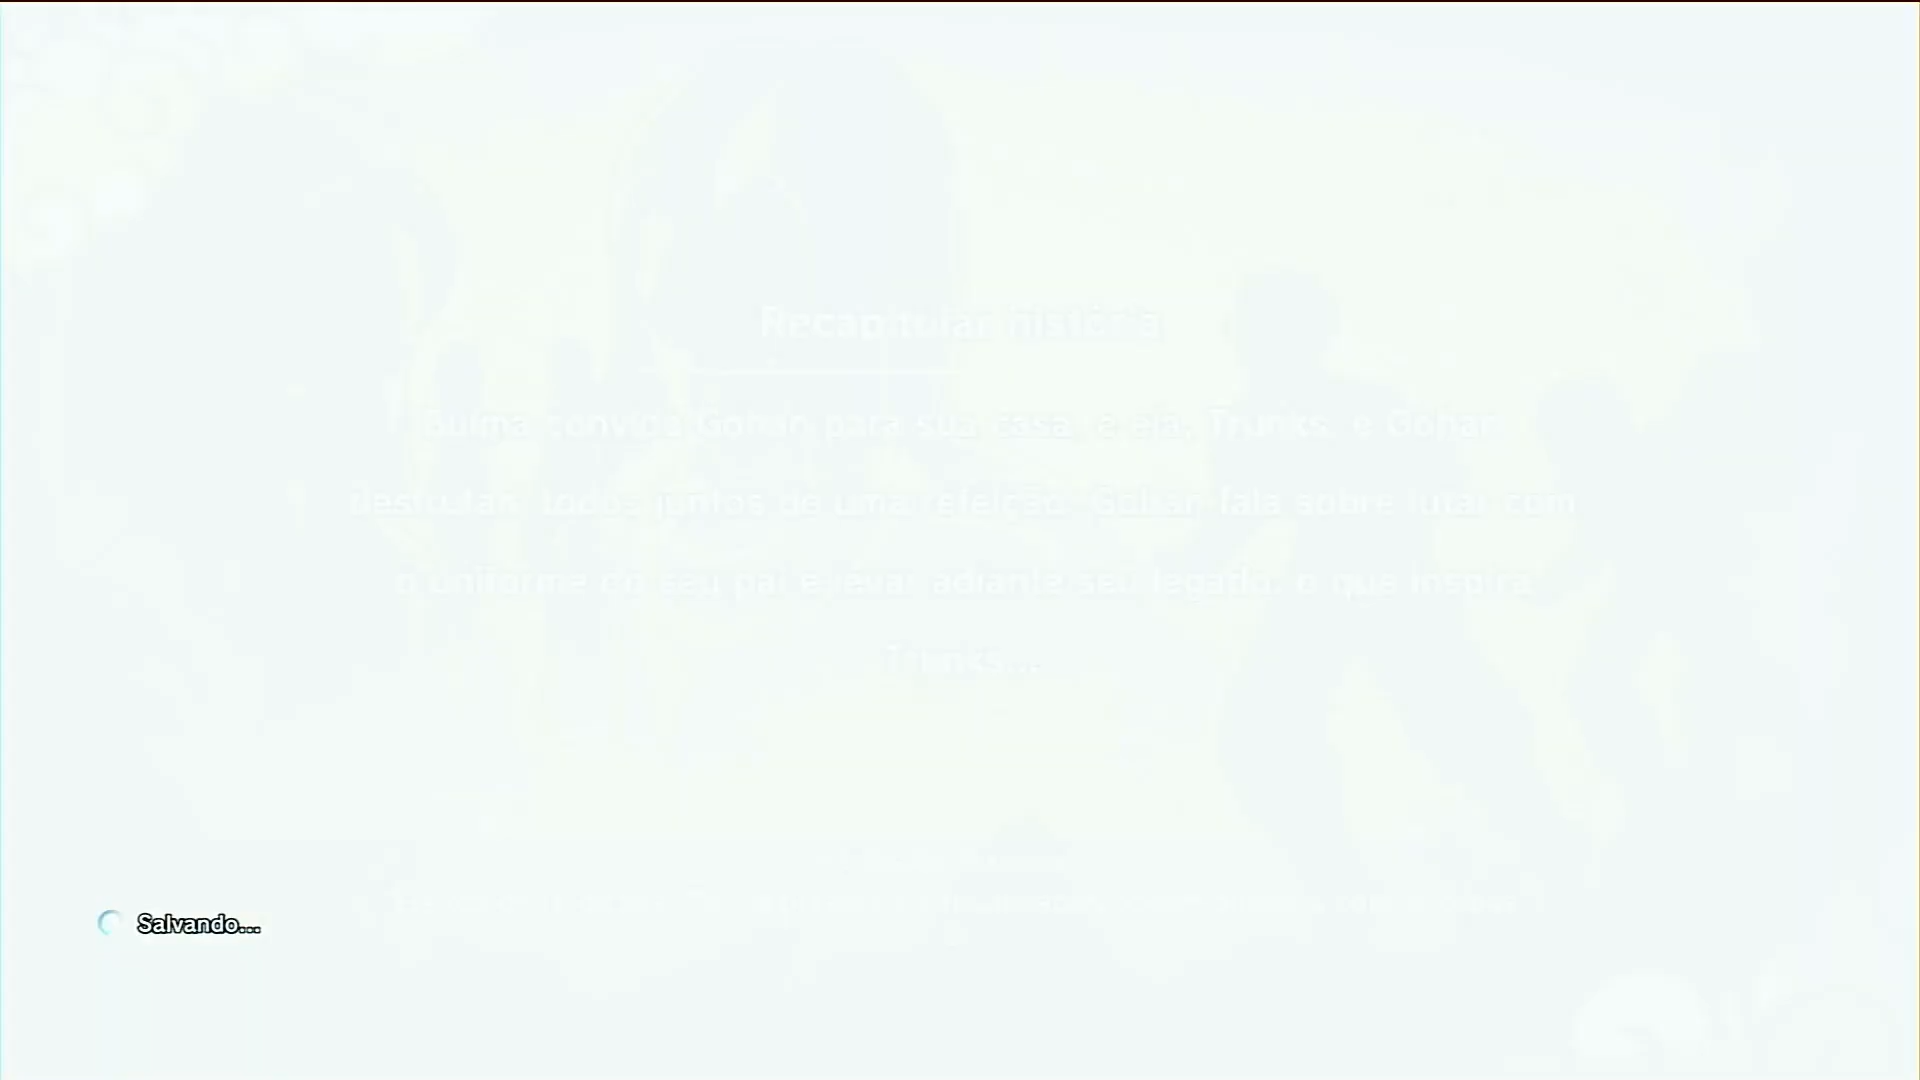 Recapitular história
Bulma convida Gohan para sua casa, e ela, Trunks, e Gohan
desfrutam todos juntos de uma refeição. Gohan fala sobre lutar com
o uniforme do seu pai e levar adiante seu legado, o que inspira
Trunks...
Salvando...